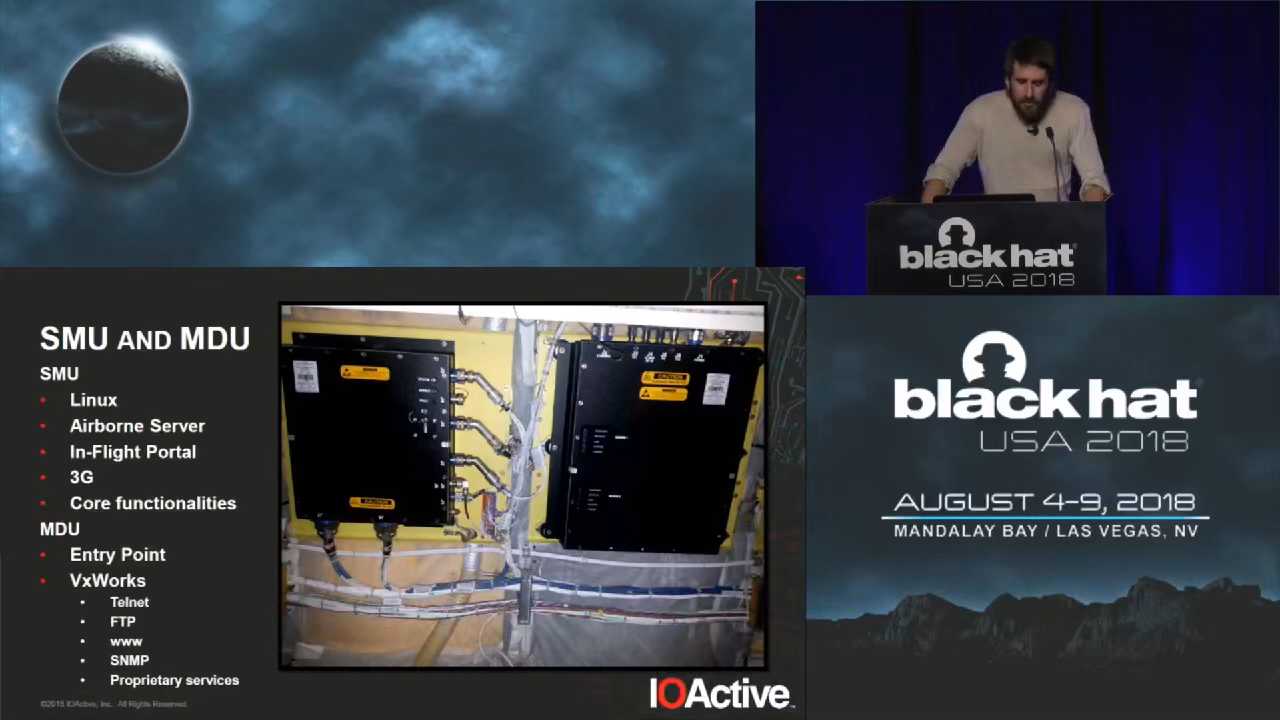 black hat
USA 2018
SMU AND MDU
SMU
• Linux
• Airborne Server
• In-Flight Portal
• 3G
• Core functionalities
MDU
• Entry Point
• VxWorks
• Telnet
• FTP
• www
• SNMP
• Proprietary services
©2018 IOActive, Inc. All Rights Reserved.
CAUTION
CAUTION
IOActive
black hat
USA 2018
AUGUST 4-9, 2018
MANDALAY BAY / LAS VEGAS, NV